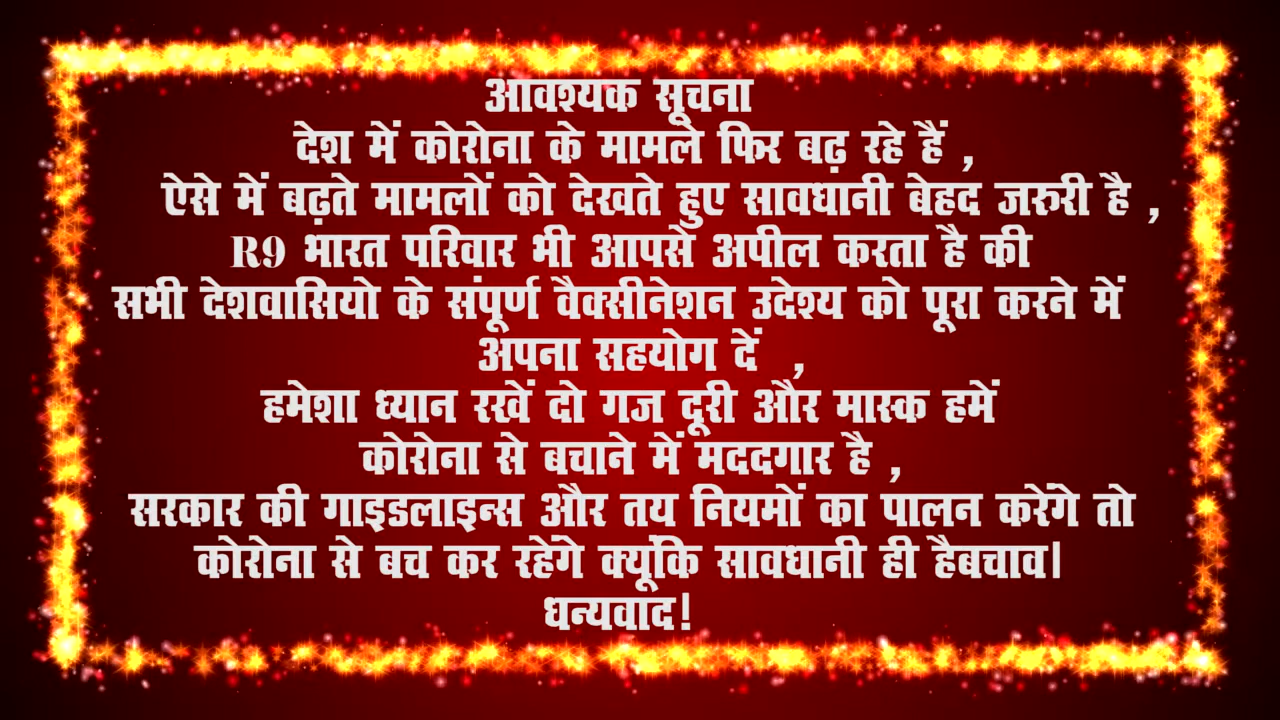 आवश्यक सूचना
देश में कोरोना के मामले फिर बढ़ रहे हैं ,
ऐसे में बढ़ते मामलों को देखते हुए सावधानी बेहद जरुरी है ,
R9 भारत परिवार भी आपसे अपील करता है की
सभी देशवासियो के संपूर्ण वैक्सीनेशन उदेश्य को पूरा करने में
अपना सहयोग दें ,
हमेशा ध्यान रखें दो गज दूरी और मास्क हमें
कोरोना से बचाने में मददगार है ,
सरकार की गाइडलाइन्स और तय नियमों का पालन करेंगे तो
कोरोना से बच कर रहेंगे क्यूंकि सावधानी ही हैबचाव|
धन्यवाद!